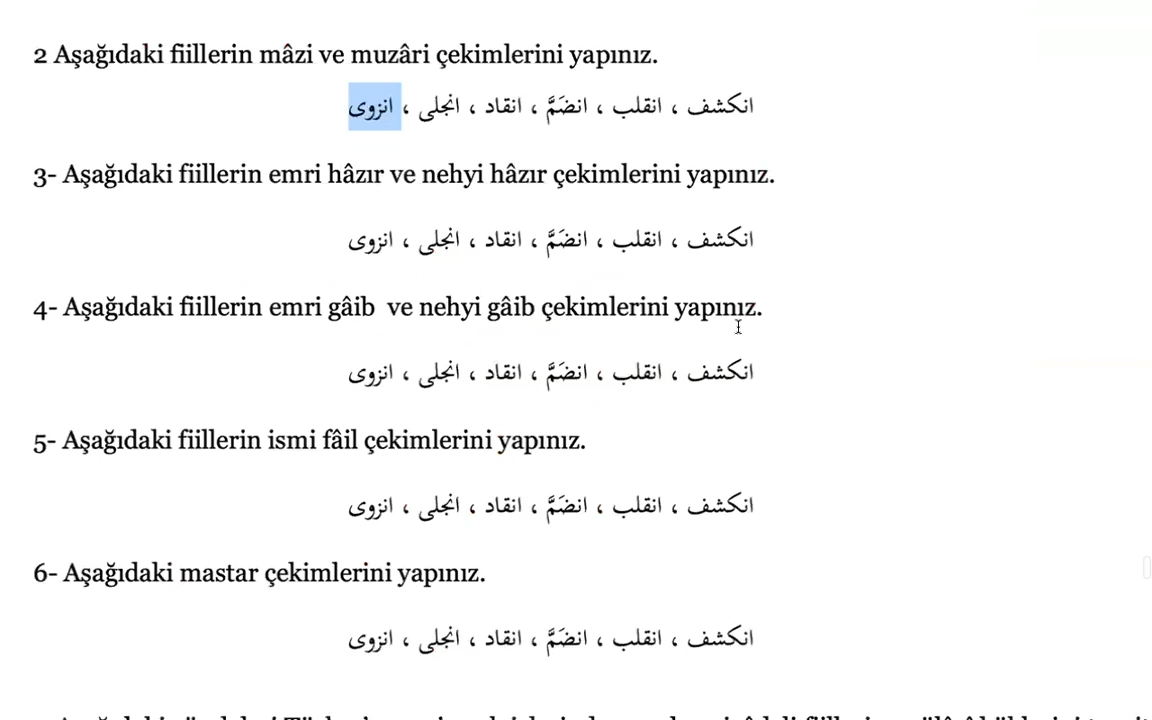 2 Aşağıdaki fiillerin mâzi ve muzâri çekimlerini yapınız.
انكشف ، انقلب ، انضَمَّ ، انقاد ، انجلى ، انزوى
3- Aşağıdaki fiillerin emri hâzır ve nehyi hâzır çekimlerini yapınız.
انكشف ، انقلب ، انضَمَّ ، انقاد ، انجلى ، انزوى
4- Aşağıdaki fiillerin emri gâib ve nehyi gâib çekimlerini yapınız.
انكشف ، انقلب ، انضَمَّ ، انقاد ، انجلى ، انزوى
5- Aşağıdaki fiillerin ismi fâil çekimlerini yapınız.
انكشف ، انقلب ، انضَمَّ ، انقاد ، انجلى ، انزوى
6- Aşağıdaki mastar çekimlerini yapınız.
انكشف ، انقلب ، انضَمَّ ، انقاد ، انجلى ، انزوى